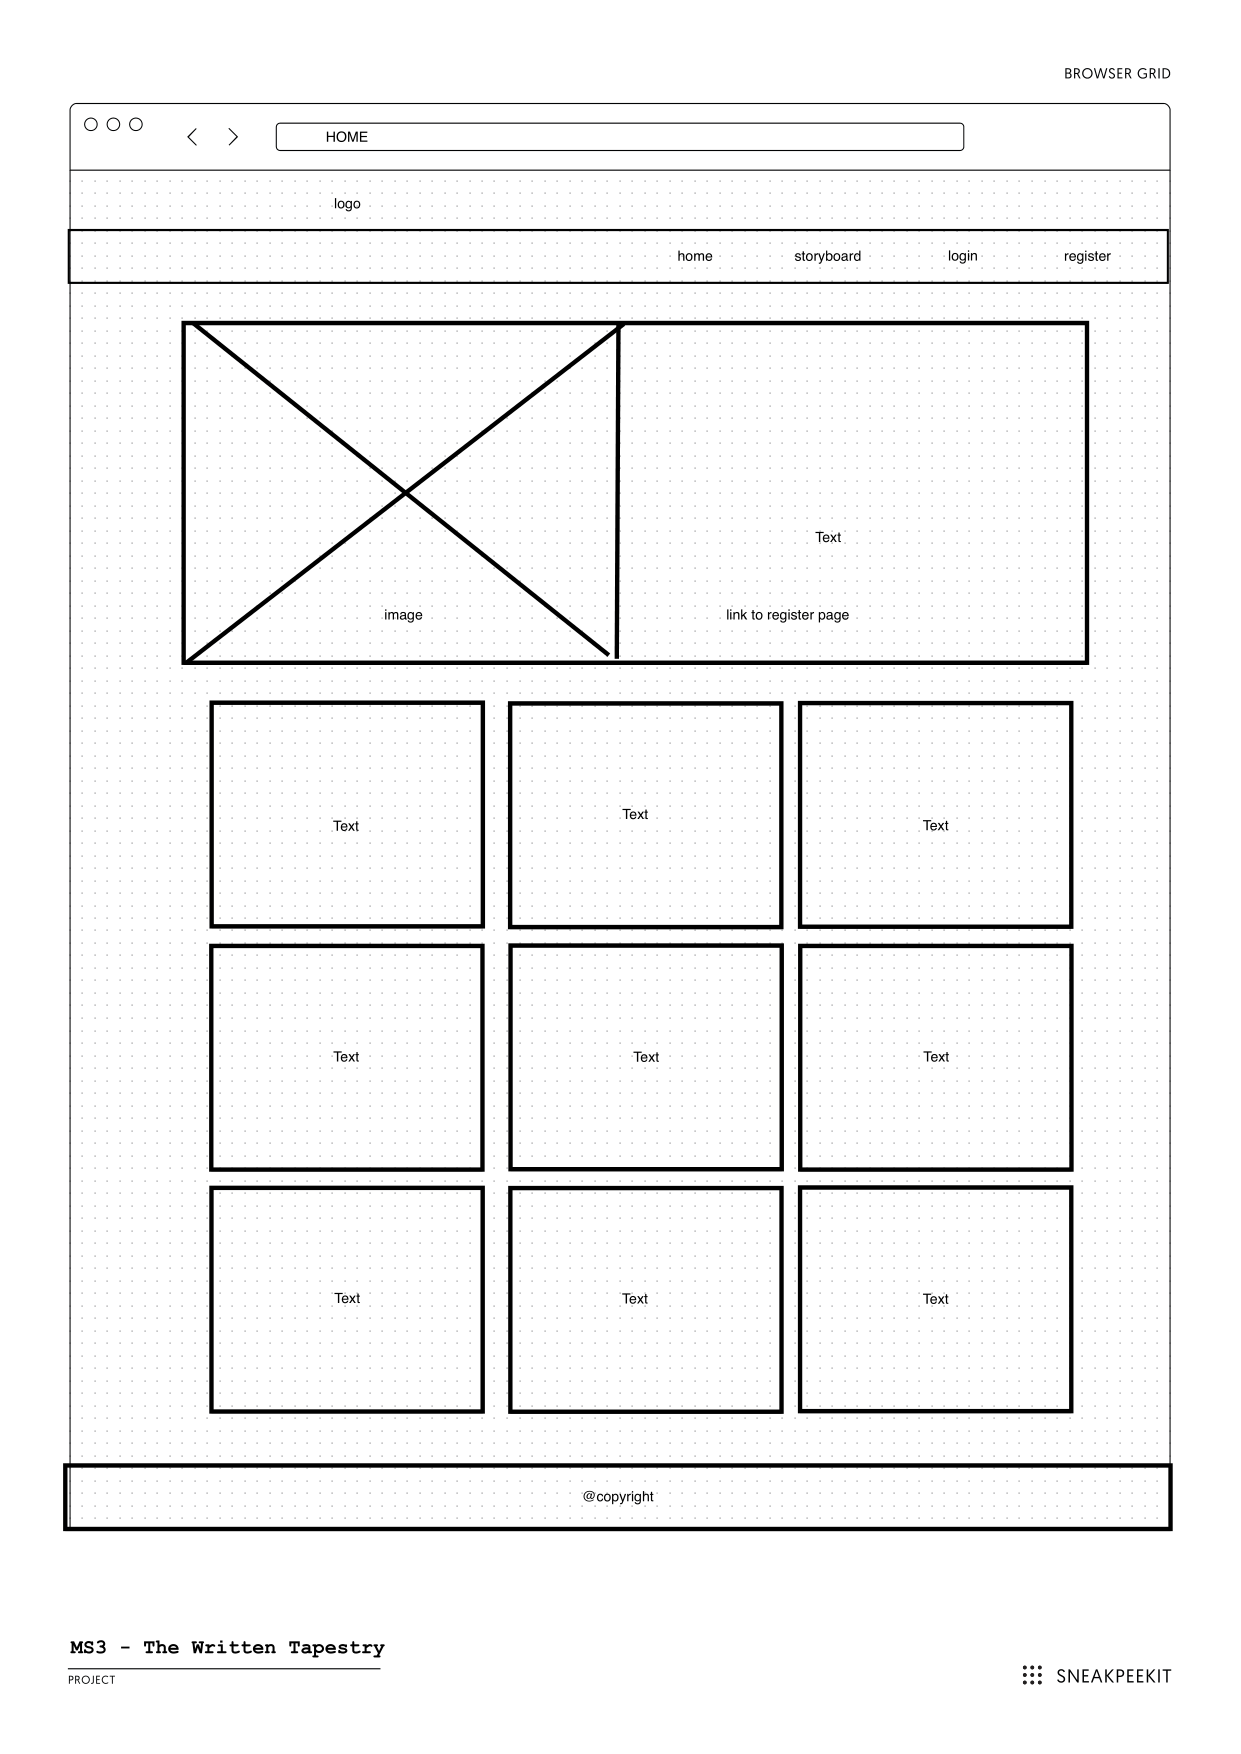 BROWSER GRID
HOME
logo
home storyboard login register
Text
image link to register page
Text Text Text
Text Text Text
Text Text Text
@copyright
MS3 - The Written Tapestry
PROJECT
SNEAKPEEKIT